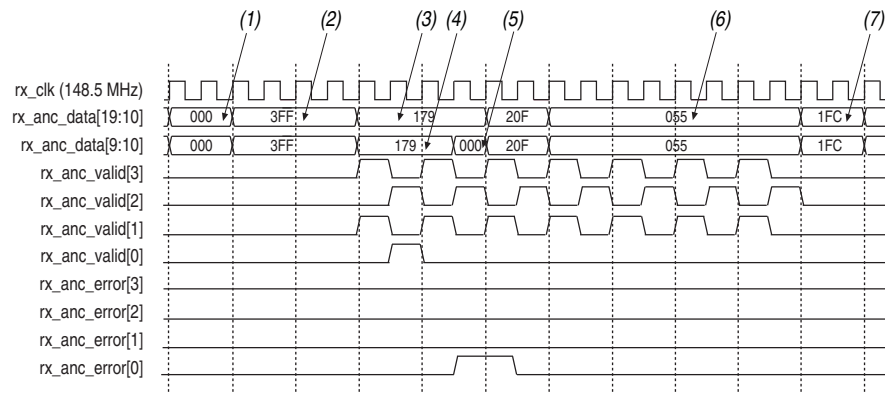 (1) (2) (3) (4) (5) (6) (7)
rx_clk (148.5 MHz)
rx_anc_data[19:10] 000 3FF 179 20F 055 1FC
rx_anc_data[9:10] 000 3FF 179 000 20F 055 1FC
rx_anc_valid[3]
rx_anc_valid[2]
rx_anc_valid[1]
rx_anc_valid[0]
rx_anc_error[3]
rx_anc_error[2]
rx_anc_error[1]
rx_anc_error[0]